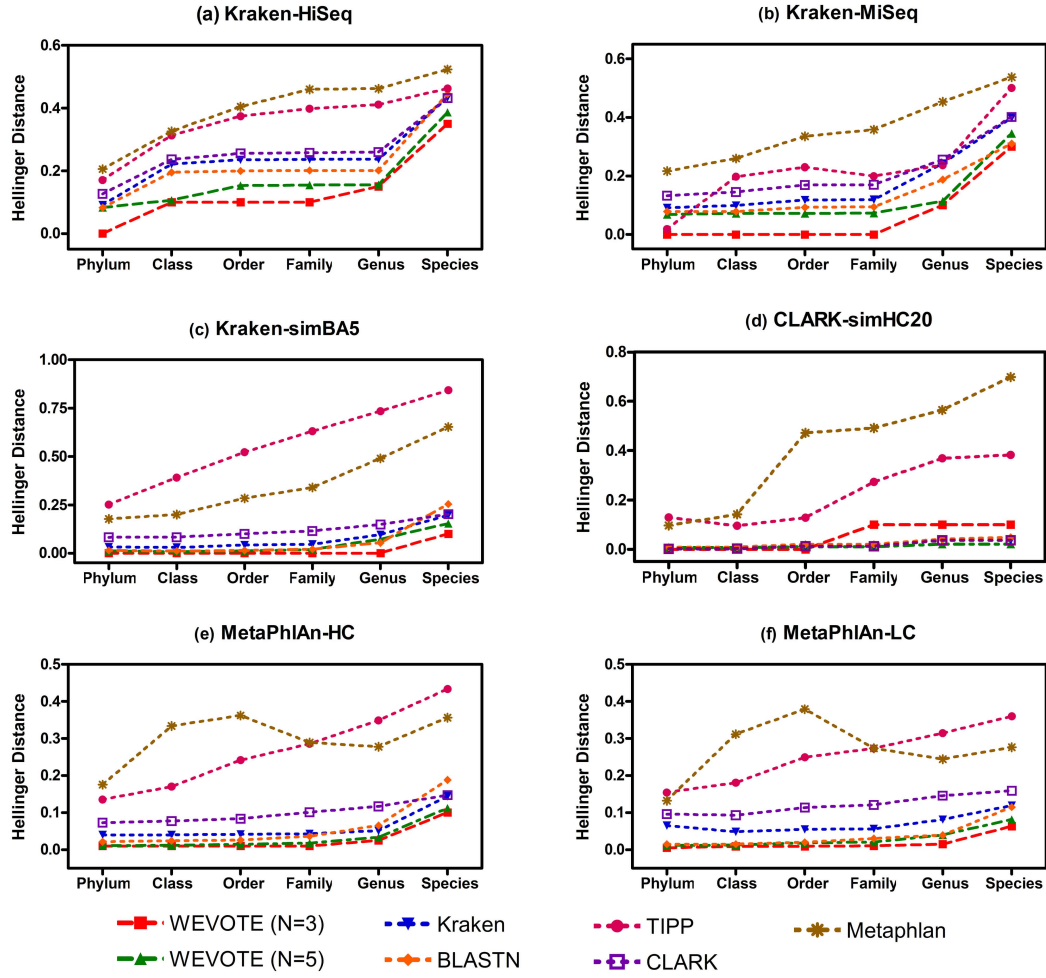 (a) Kraken-HiSeq
Hellinger Distance
0.6
0.4
0.2
0.0
Phylum Class Order Family Genus Species
(b) Kraken-MiSeq
Hellinger Distance
0.6
0.4
0.2
0.0
Phylum Class Order Family Genus Species
(c) Kraken-simBA5
Hellinger Distance
1.00
0.75
0.50
0.25
0.00
Phylum Class Order Family Genus Species
(d) CLARK-simHC20
Hellinger Distance
0.8
0.6
0.4
0.2
0.0
Phylum Class Order Family Genus Species
(e) MetaPhlAn-HC
Hellinger Distance
0.5
0.4
0.3
0.2
0.1
0.0
Phylum Class Order Family Genus Species
(f) MetaPhlAn-LC
Hellinger Distance
0.5
0.4
0.3
0.2
0.1
0.0
Phylum Class Order Family Genus Species
WEVOTE (N=3) Kraken TIPP Metaphlan
WEVOTE (N=5) BLASTN CLARK